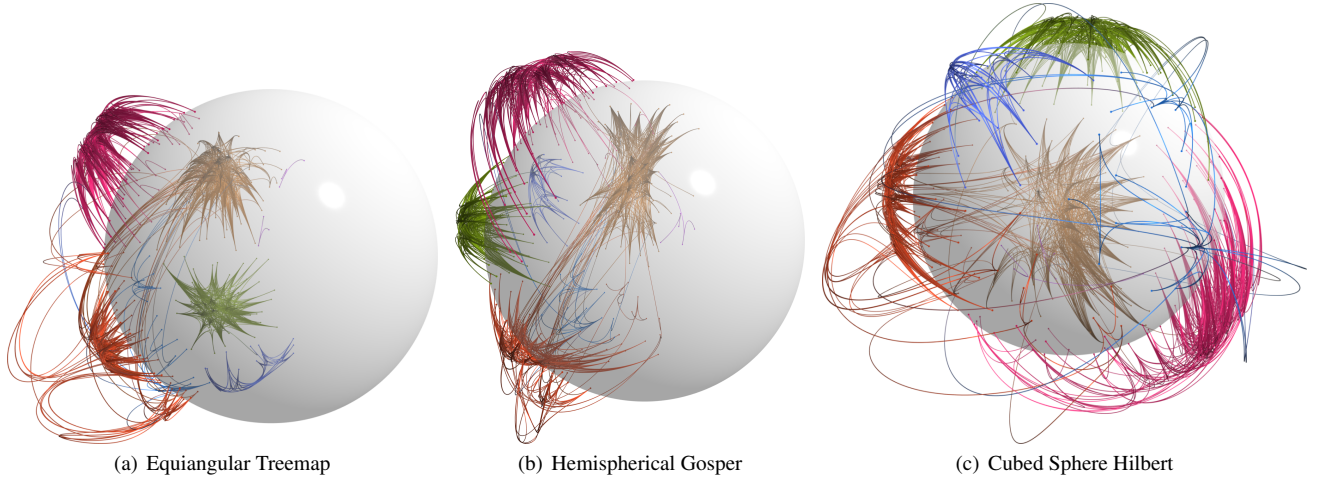 (a) Equiangular Treemap
(b) Hemispherical Gosper
(c) Cubed Sphere Hilbert